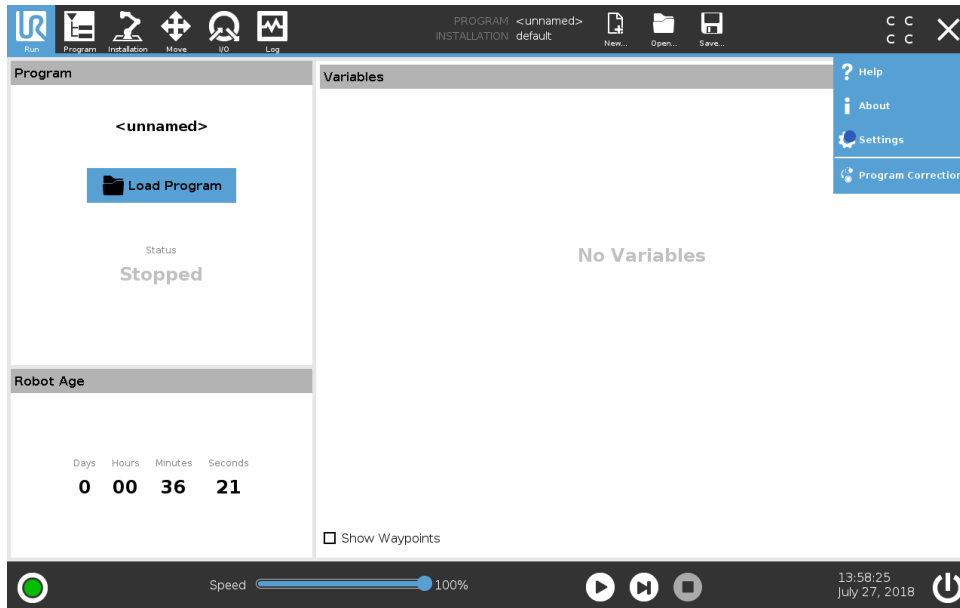 UR
Run
Program
Installation
Move
I/O
Log
PROGRAM <unnamed>
INSTALLATION default
New...
Open...
Save...
C C
C C
Program
<unnamed>
Load Program
Status
Stopped
Variables
No Variables
Show Waypoints
Help
About
Settings
Program Correction
Robot Age
Days Hours Minutes Seconds
0 00 36 21
Speed 100%
13:58:25
July 27, 2018